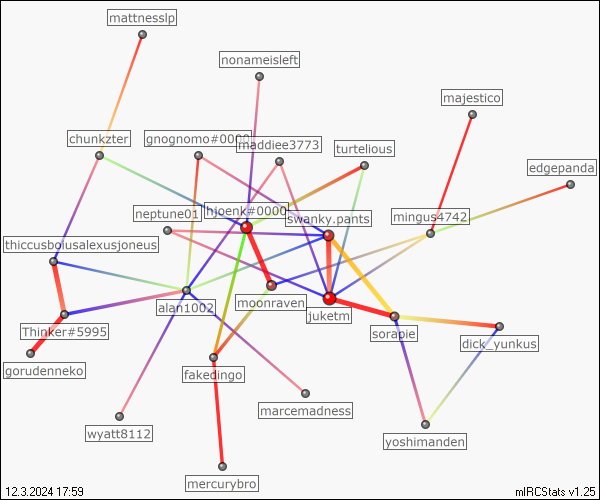 mattnesslp
nonameisleft
majestico
chunkzter
gnognomo#0000
maddiee3773
turtelious
edgepanda
neptune01
hjoenk#0000
swanky.pants
mingus4742
thiccusboiusalexusjoneus
alan1002
moonraven
juketm
Thinker#5995
sorapie
dick_yunkus
gorudenneko
fakedingo
marcemadness
wyatt8112
yoshimanden
mercurybro
12.3.2024 17:59
mIRCStats v1.25